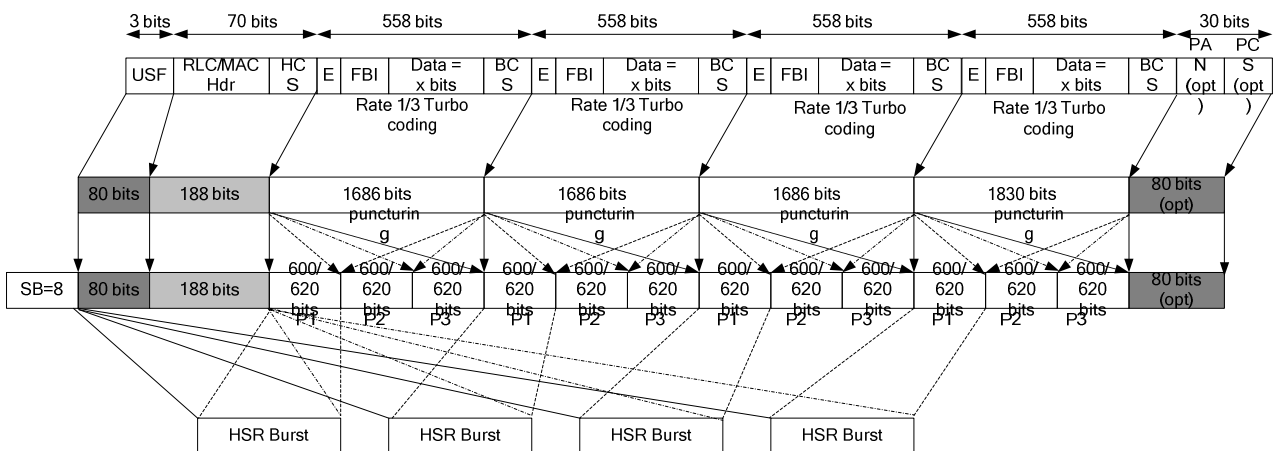 3 bits
70 bits
558 bits
558 bits
558 bits
558 bits
30 bits
USF
RLC/MAC
Hdr
HC
S
E
FBI
Data =
x bits
BC
S
E
FBI
Data =
x bits
BC
S
E
FBI
Data =
x bits
BC
S
E
FBI
Data =
x bits
BC
S
PA
N
(opt
)
PC
S
(opt
)
Rate 1/3 Turbo
coding
Rate 1/3 Turbo
coding
Rate 1/3 Turbo
coding
Rate 1/3 Turbo
coding
80 bits
188 bits
1686 bits
puncturin
g
1686 bits
puncturin
g
1686 bits
puncturin
g
1830 bits
puncturin
g
80 bits
(opt)
SB=8
80 bits
188 bits
600/
620
bits
P1
600/
620
bits
P2
600/
620
bits
P3
600/
620
bits
P1
600/
620
bits
P2
600/
620
bits
P3
600/
620
bits
P1
600/
620
bits
P2
600/
620
bits
P3
600/
620
bits
P1
600/
620
bits
P2
600/
620
bits
P3
80 bits
(opt)
HSR Burst
HSR Burst
HSR Burst
HSR Burst